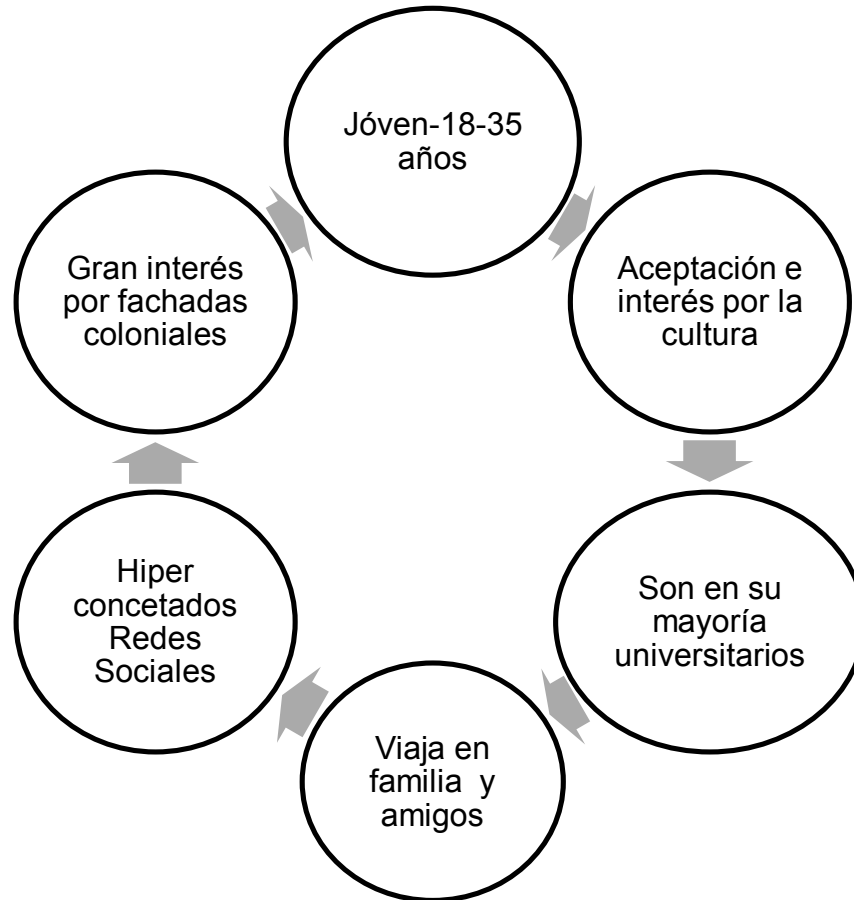 Jóven-18-35
años
Aceptación e
interés por la
cultura
Son en su
mayoría
universitarios
Viaja en
familia y
amigos
Hiper
concetados
Redes
Sociales
Gran interés
por fachadas
coloniales